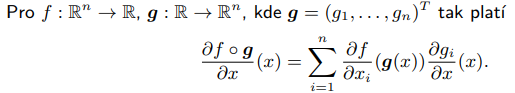 Pro f : ℝⁿ → ℝ, g : ℝ → ℝⁿ, kde g = (g₁, . . . , gₙ)ᵀ tak platí
∂f ∘ g/∂x (x) = ∑ᵢ₌₁ⁿ ∂f/∂xᵢ (g(x)) ∂gᵢ/∂x (x).